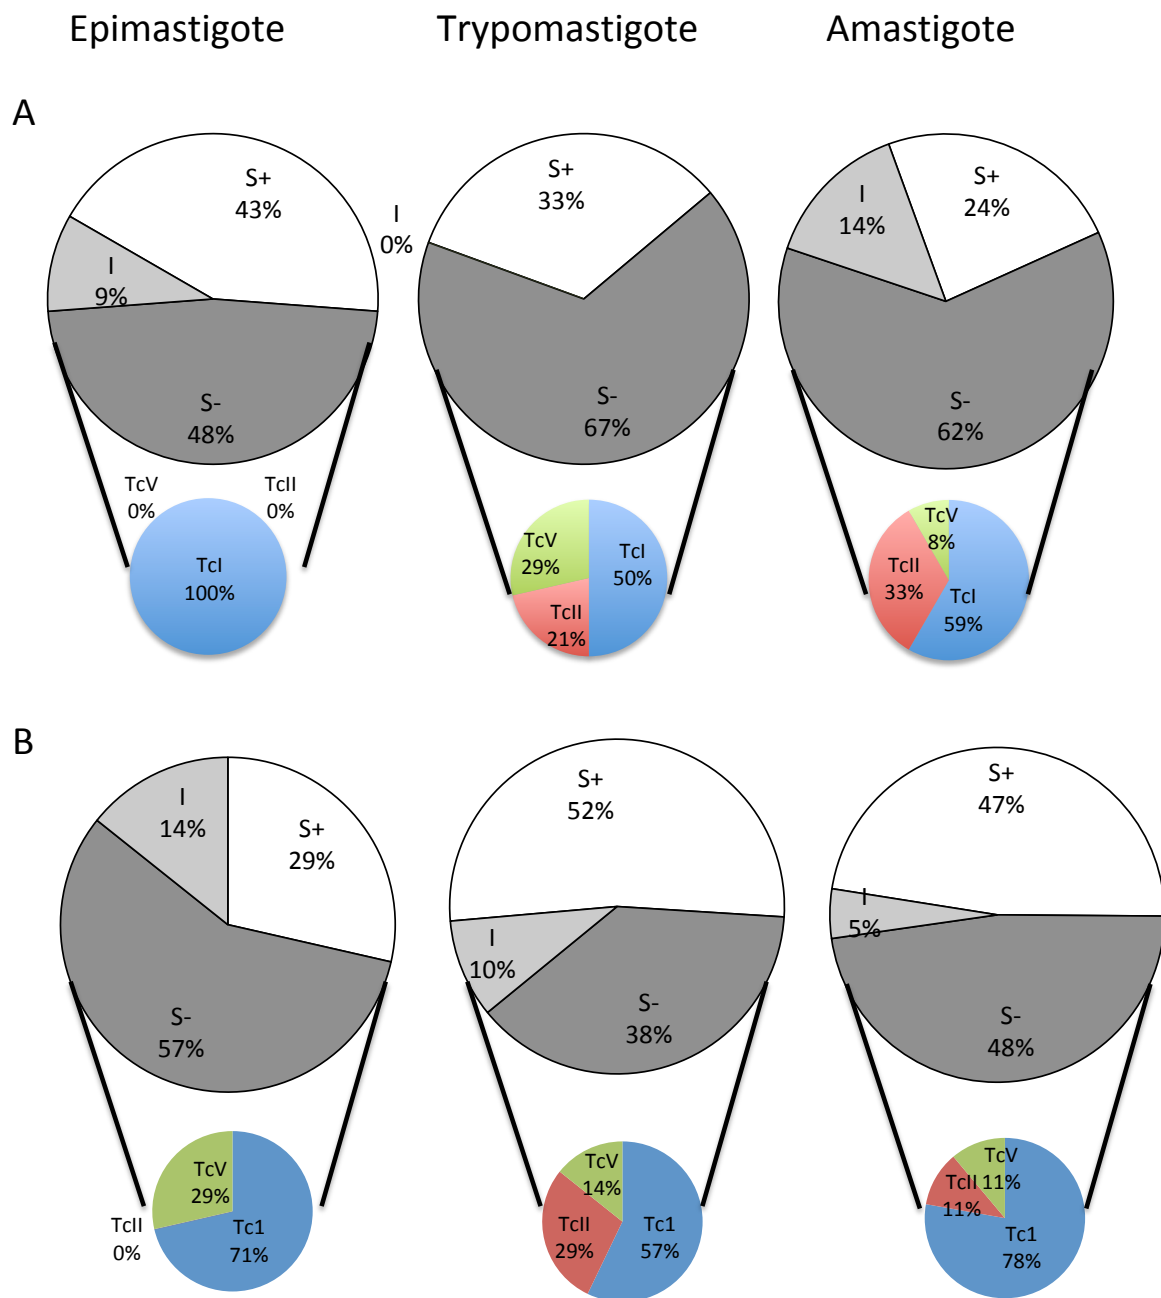 Epimastigote
Trypomastigote
Amastigote
A
S+
43%
I
9%
S-
48%
TcV
0%
TcII
0%
TcI
100%
I
0%
S+
33%
S-
67%
TcV
29%
TcI
50%
TcII
21%
I
14%
S+
24%
S-
62%
TcV
8%
TcII
33%
TcI
59%
B
I
14%
S+
29%
S-
57%
TcV
29%
TcII
0%
Tc1
71%
S+
52%
I
10%
S-
38%
TcV
14%
TcII
29%
Tc1
57%
S+
47%
I
5%
S-
48%
TcV
11%
TcII
11%
Tc1
78%